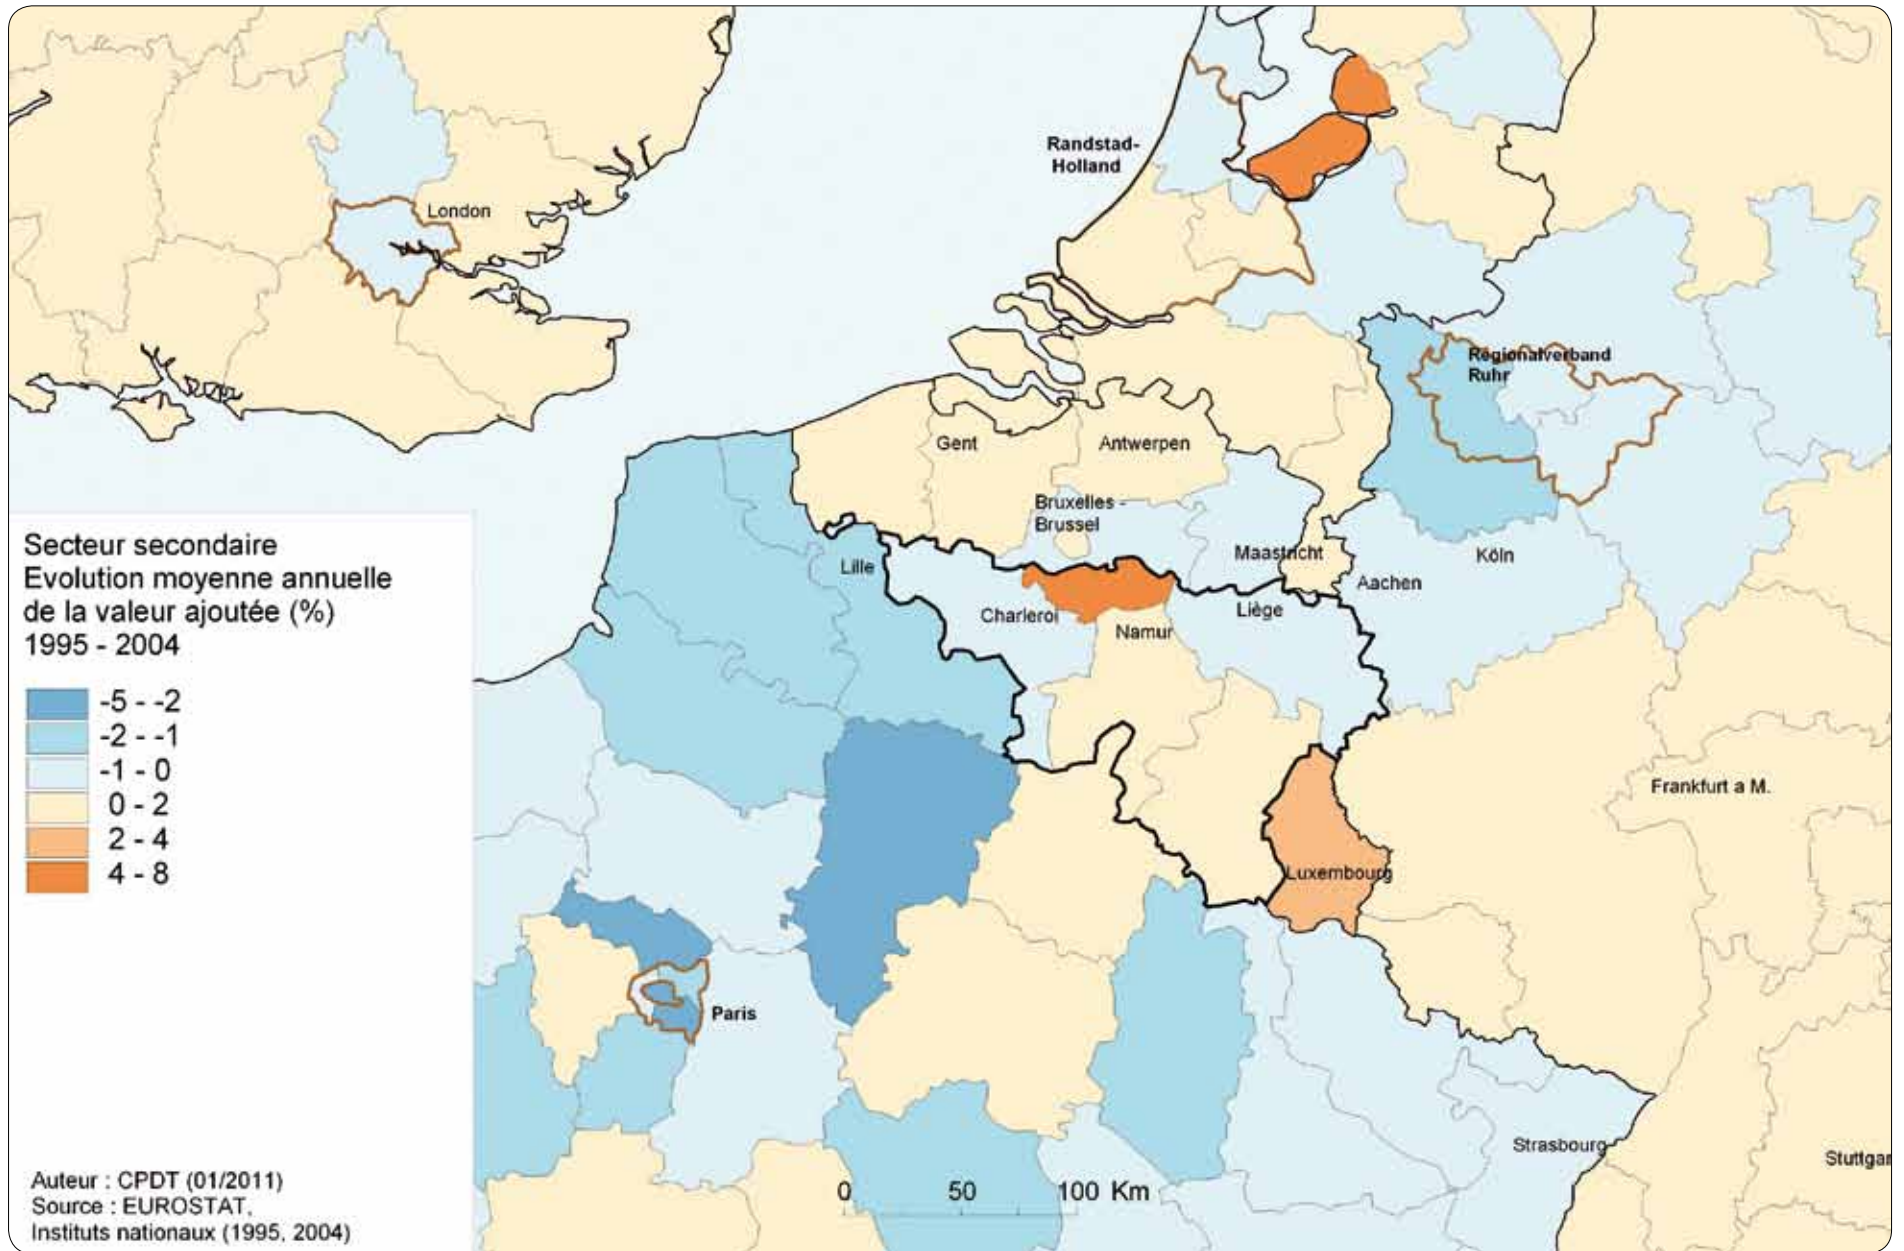 Randstad-
Holland
London
Régionalverband
Ruhr
Gent
Antwerpen
Bruxelles -
Brussel
Maastricht
Köln
Aachen
Lille
Charleroi
Liège
Namur
Luxembourg
Frankfurt a M.
Paris
Strasbourg
Stuttgar
Secteur secondaire
Evolution moyenne annuelle
de la valeur ajoutée (%)
1995 - 2004
-5 - -2
-2 - -1
-1 - 0
0 - 2
2 - 4
4 - 8
Auteur : CPDT (01/2011)
Source : EUROSTAT,
Instituts nationaux (1995, 2004)
0 50 100 Km